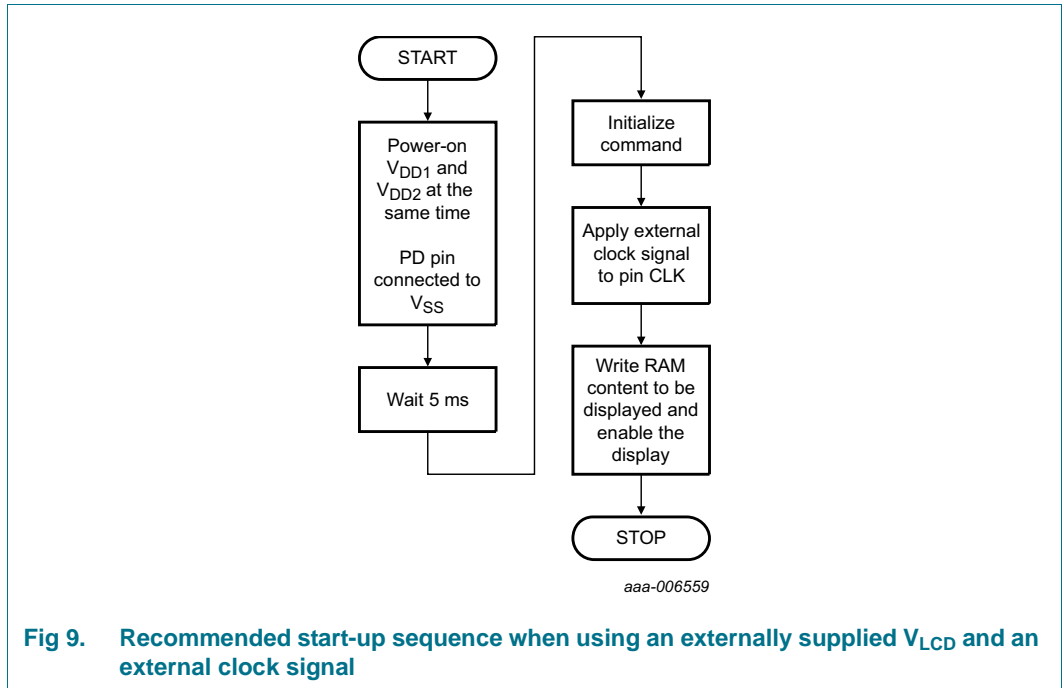 START
Power-on
VDD1 and
VDD2 at the
same time
PD pin
connected to
VSS
Wait 5 ms
Initialize
command
Apply external
clock signal
to pin CLK
Write RAM
content to be
displayed and
enable the
display
STOP
aaa-006559
Fig 9. Recommended start-up sequence when using an externally supplied VLCD and an
external clock signal